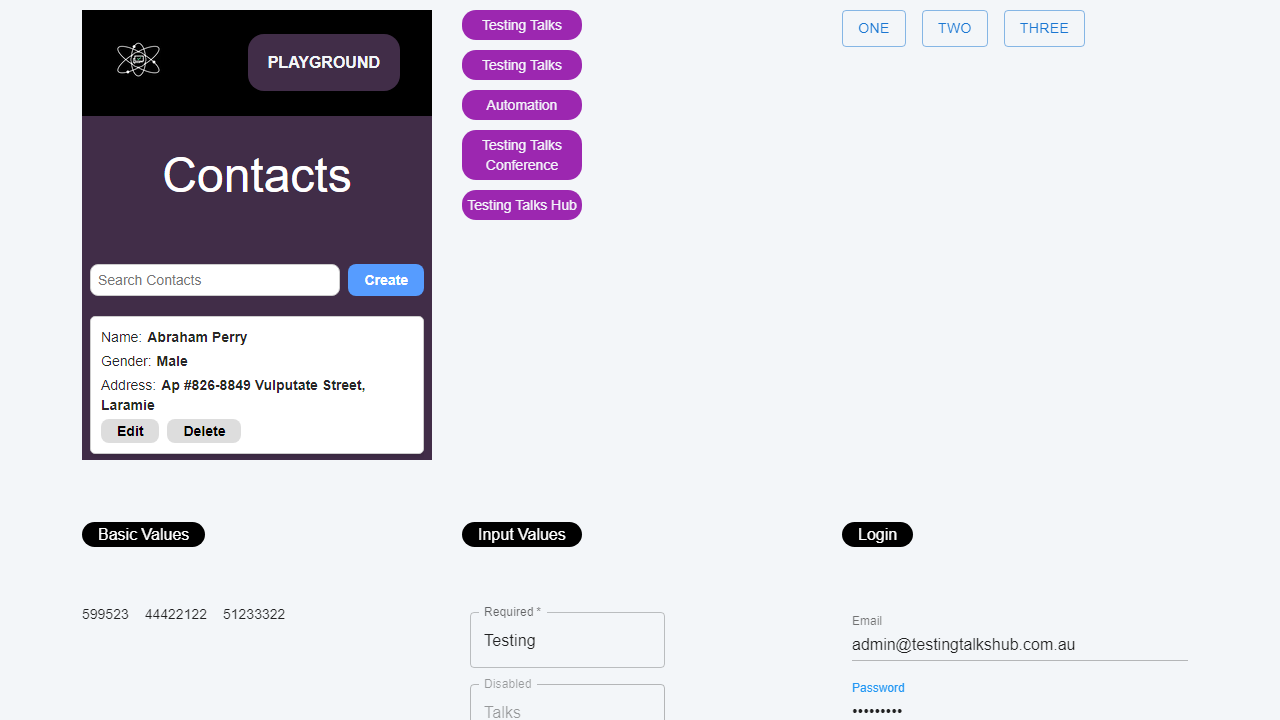 PLAYGROUND
Contacts
Search Contacts
Create
Name: Abraham Perry
Gender: Male
Address: Ap #826-8849 Vulputate Street,
Laramie
Edit Delete
Testing Talks
Testing Talks
Automation
Testing Talks
Conference
Testing Talks Hub
ONE TWO THREE
Basic Values
599523 44422122 51233322
Input Values
Required *
Testing
Disabled
Talks
Login
Email
admin@testingtalkshub.com.au
Password
•••••••••